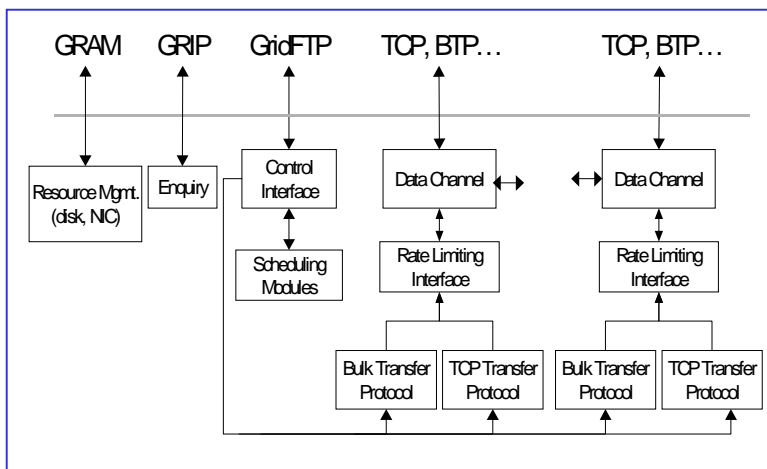 GRAM
GRIP
GridFTP
TCP, BTP...
TCP, BTP...
Resource Mgmt.
(disk, NIC)
Enquiry
Control
Interface
Data Channel
Data Channel
Scheduling
Modules
Rate Limiting
Interface
Rate Limiting
Interface
Bulk Transfer
Protocol
TCP Transfer
Protocol
Bulk Transfer
Protocol
TCP Transfer
Protocol